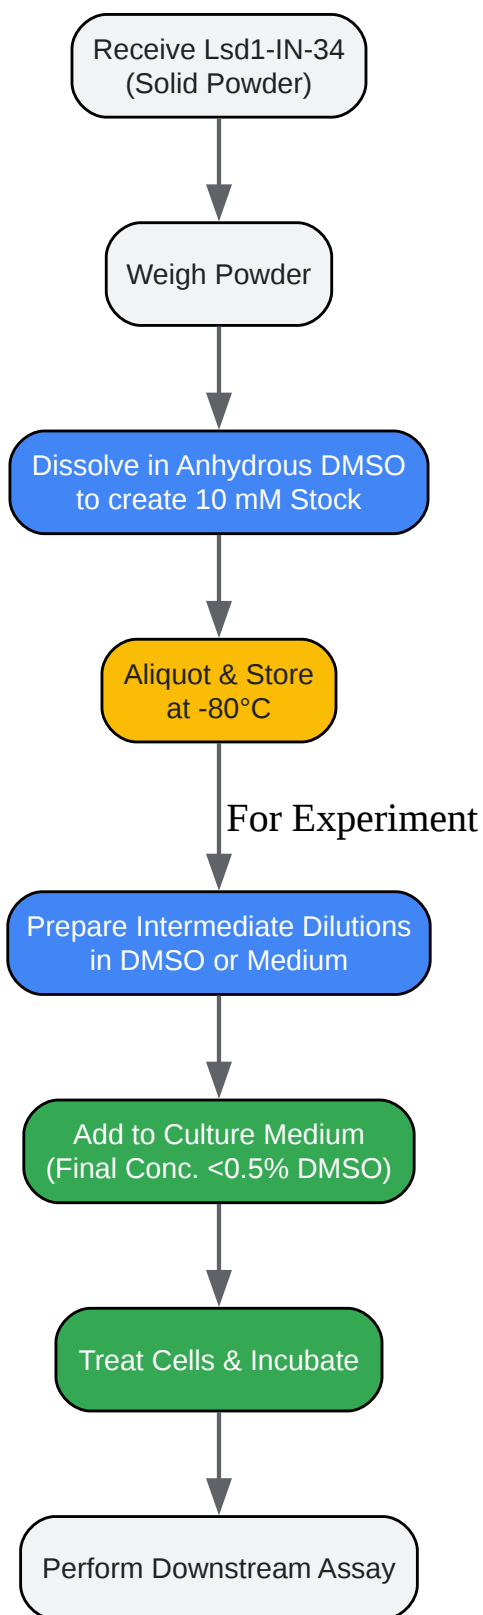 Receive Lsd1-IN-34
(Solid Powder)
Weigh Powder
Dissolve in Anhydrous DMSO
to create 10 mM Stock
Aliquot & Store
at -80°C
For Experiment
Prepare Intermediate Dilutions
in DMSO or Medium
Add to Culture Medium
(Final Conc. <0.5% DMSO)
Treat Cells & Incubate
Perform Downstream Assay